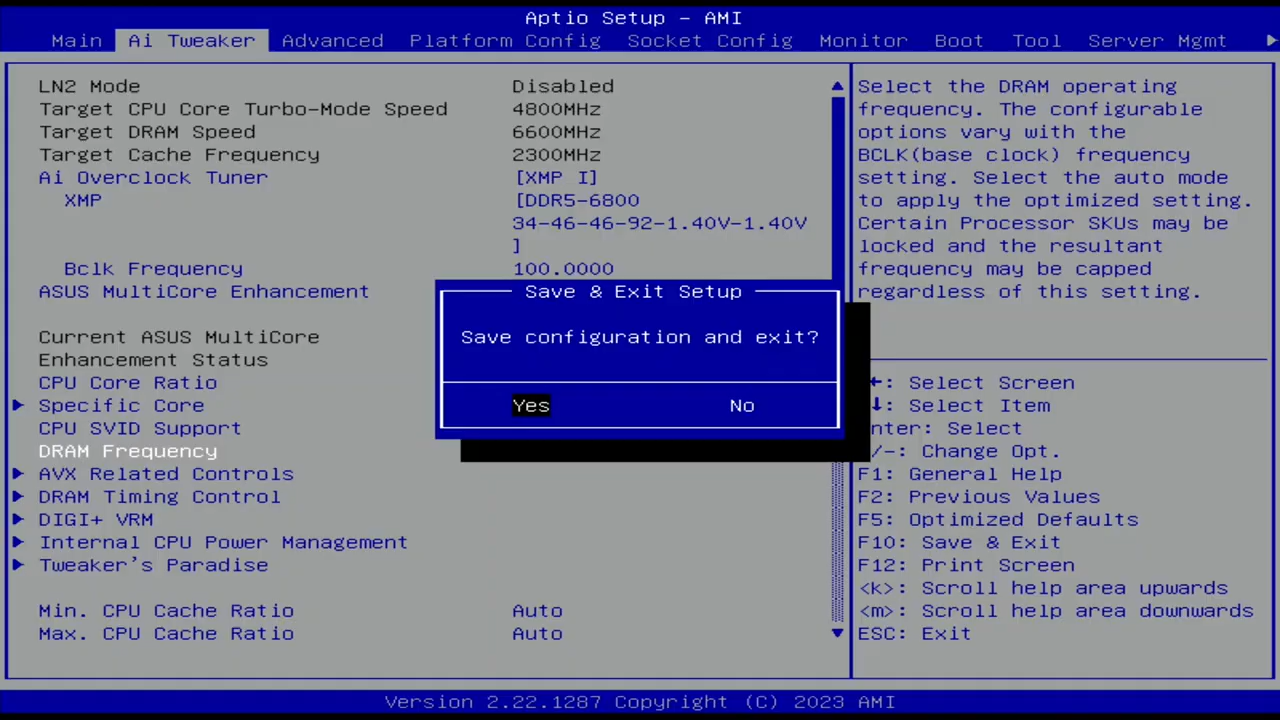 Aptio Setup - AMI
Main Ai Tweaker Advanced Platform Config Socket Config Monitor Boot Tool Server Mgmt
LN2 Mode Disabled
Target CPU Core Turbo-Mode Speed 4800MHz
Target DRAM Speed 6600MHz
Target Cache Frequency 2300MHz
Ai Overclock Tuner [XMP I]
XMP [DDR5-6800
34-46-46-92-1.40V-1.40V
]
Bclk Frequency 100.0000
ASUS MultiCore Enhancement
Current ASUS MultiCore
Enhancement Status
CPU Core Ratio
Specific Core
CPU SVID Support
DRAM Frequency
AVX Related Controls
DRAM Timing Control
DIGI+ VRM
Internal CPU Power Management
Tweaker's Paradise
Min. CPU Cache Ratio Auto
Max. CPU Cache Ratio Auto
Save & Exit Setup
Save configuration and exit?
Yes No
Select the DRAM operating
frequency. The configurable
options vary with the
BCLK(base clock) frequency
setting. Select the auto mode
to apply the optimized setting.
Certain Processor SKUs may be
locked and the resultant
frequency may be capped
regardless of this setting.
←: Select Screen
↓: Select Item
nter: Select
/-: Change Opt.
F1: General Help
F2: Previous Values
F5: Optimized Defaults
F10: Save & Exit
F12: Print Screen
<k>: Scroll help area upwards
<m>: Scroll help area downwards
ESC: Exit
Version 2.22.1287 Copyright (C) 2023 AMI